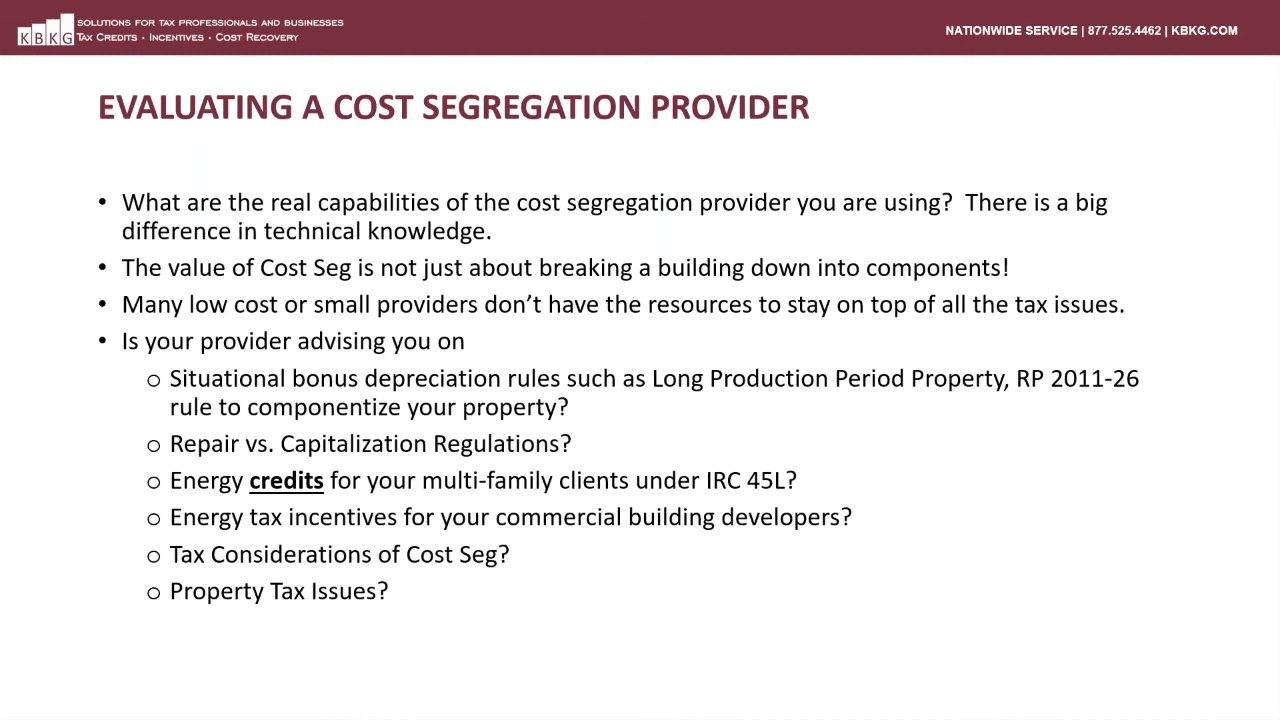 KBKG
SOLUTIONS FOR TAX PROFESSIONALS AND BUSINESSES
TAX CREDITS · INCENTIVES · COST RECOVERY
NATIONWIDE SERVICE | 877.525.4462 | KBKG.COM
EVALUATING A COST SEGREGATION PROVIDER
• What are the real capabilities of the cost segregation provider you are using?  There is a big
difference in technical knowledge.
• The value of Cost Seg is not just about breaking a building down into components!
• Many low cost or small providers don’t have the resources to stay on top of all the tax issues.
• Is your provider advising you on
o Situational bonus depreciation rules such as Long Production Period Property, RP 2011-26
rule to componentize your property?
o Repair vs. Capitalization Regulations?
o Energy credits for your multi-family clients under IRC 45L?
o Energy tax incentives for your commercial building developers?
o Tax Considerations of Cost Seg?
o Property Tax Issues?